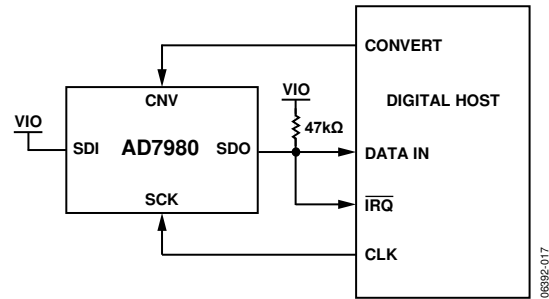 CONVERT
VIO
CNV
DIGITAL HOST
VIO
47kΩ
SDI
AD7980
SDO
DATA IN
SCK
IRQ
CLK
06392-017